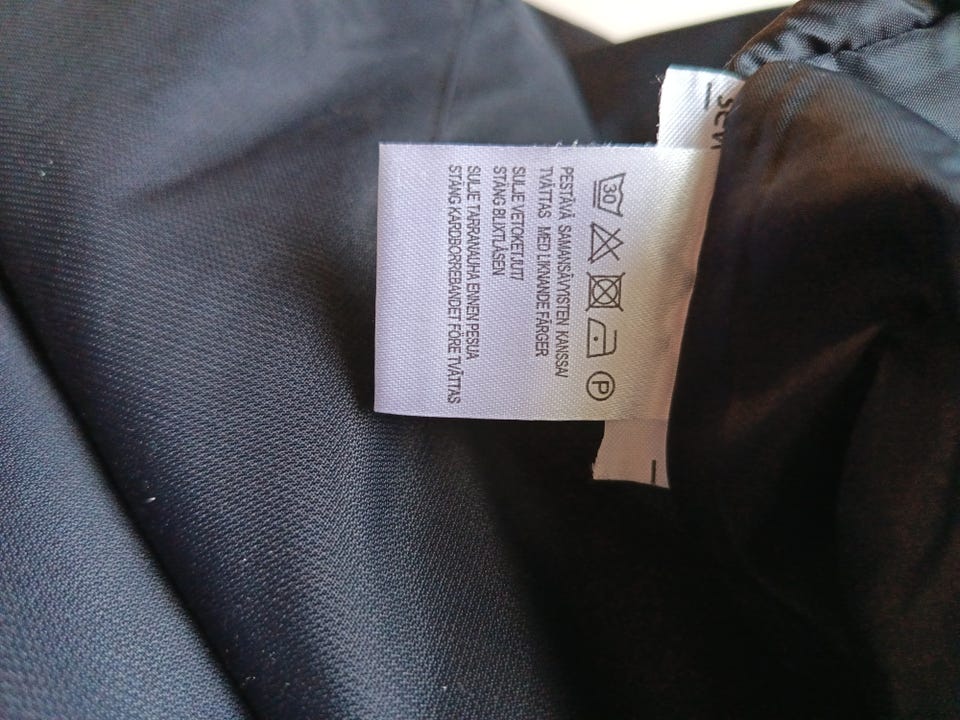 30 P
PESTÄVÄ SAMANSÄVYISTEN KANSSA/
TVÄTTAS MED LIKNANDE FÄRGER
SULJE VETOKETJUT/
STÄNG BLIXTLÅSEN
SULJE TARRANAUHA ENNEN PESUA
STÄNG KARDBORREBANDET FÖRE TVÄTTAS